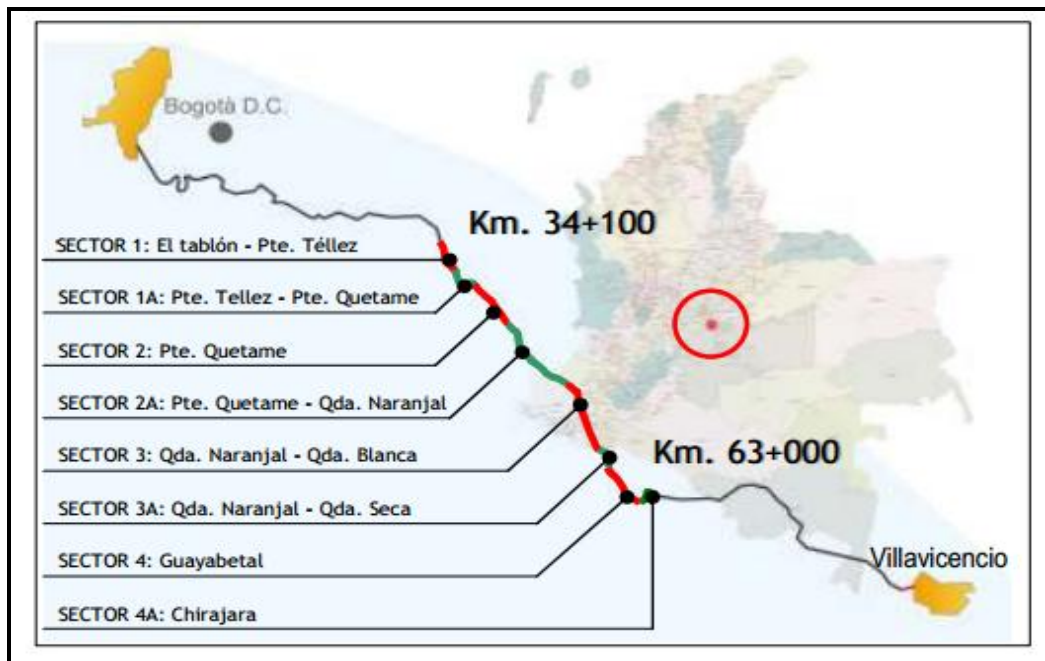 Bogotà D.C.
Km. 34+100
SECTOR 1: El tablón - Pte. Téllez
SECTOR 1A: Pte. Tellez - Pte. Quetame
SECTOR 2: Pte. Quetame
SECTOR 2A: Pte. Quetame - Qda. Naranjal
SECTOR 3: Qda. Naranjal - Qda. Blanca
Km. 63+000
SECTOR 3A: Qda. Naranjal - Qda. Seca
SECTOR 4: Guayabetal
Villavicencio
SECTOR 4A: Chirajara